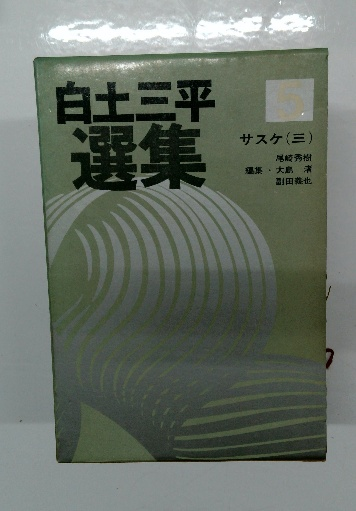 白土三平
選集
5
サスケ(三)
尾崎秀樹
編集・大島 渚
副田義也